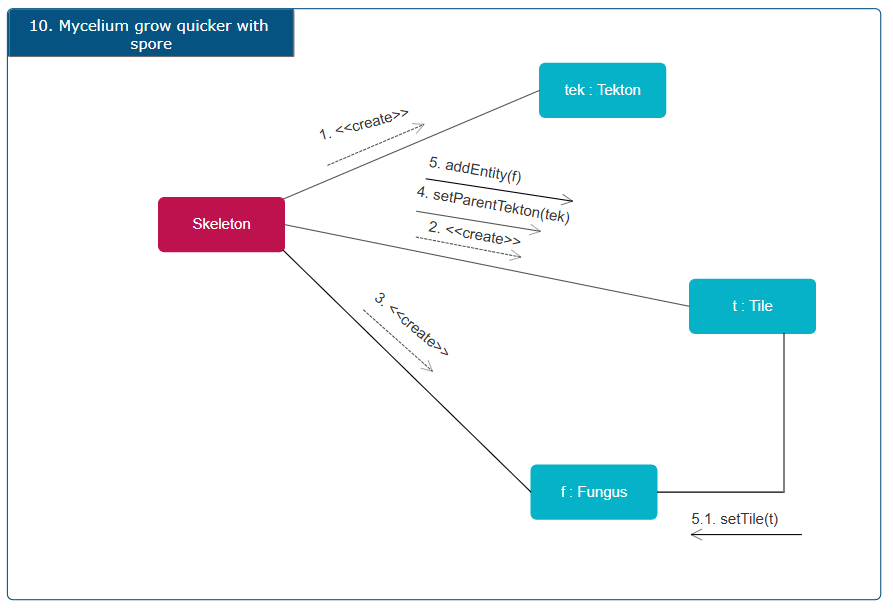 10. Mycelium grow quicker with
spore
tek : Tekton
1. <<create>>
5. addEntity(f)
4. setParentTekton(tek)
Skeleton
2. <<create>>
t : Tile
3. <<create>>
f : Fungus
5.1. setTile(t)